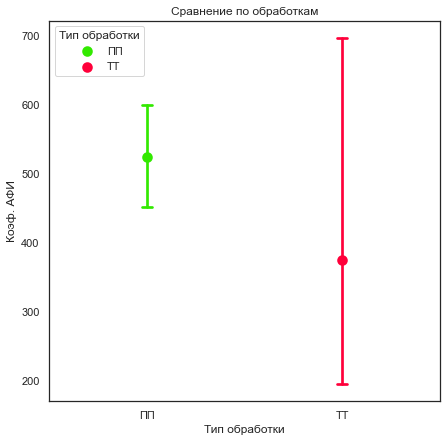 Сравнение по обработкам
Тип обработки
ПП
ТТ
Коэф. АФИ
700
600
500
400
300
200
ПП
ТТ
Тип обработки